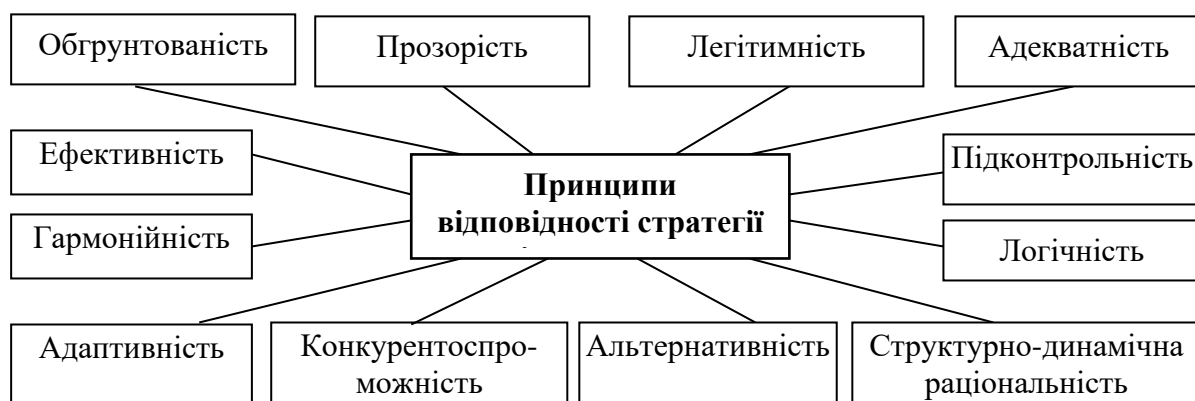 Обгрунтованість
Прозорість
Легітимність
Адекватність
Ефективність
Принципи
відповідності стратегії
Підконтрольність
Гармонійність
Логічність
Адаптивність
Конкурентоспро-
можність
Альтернативність
Структурно-динамічна
раціональність